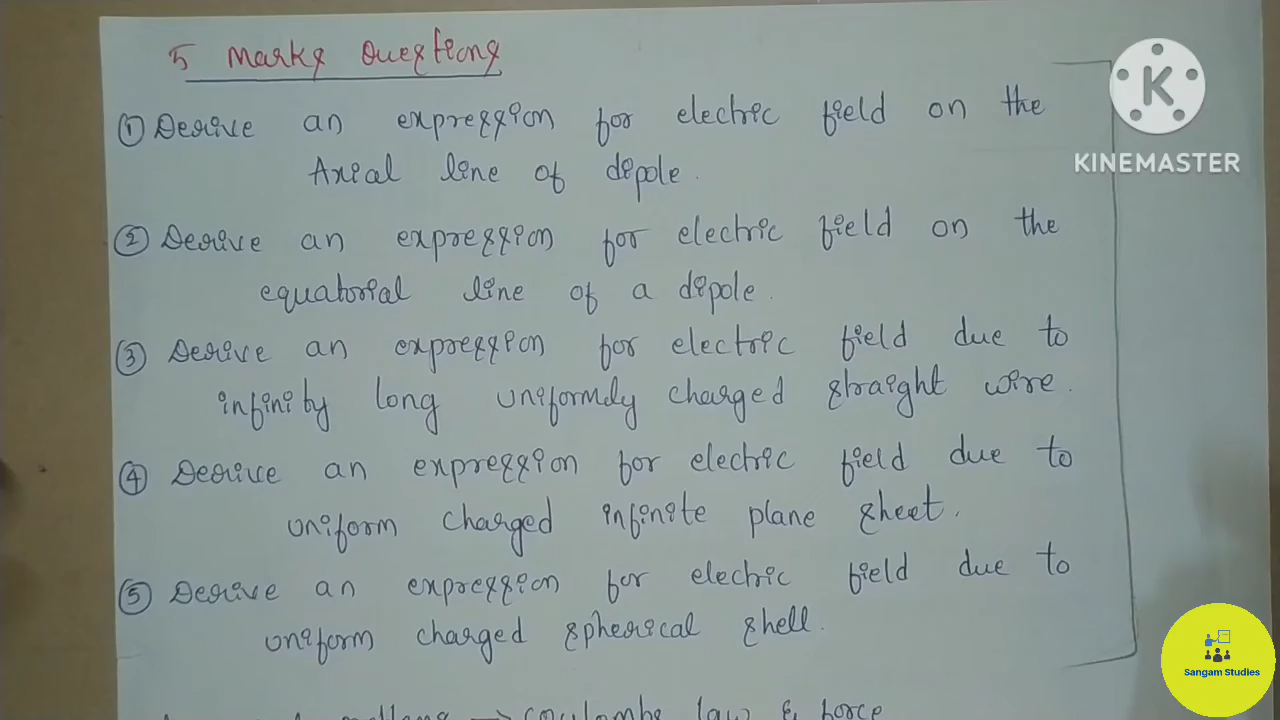 5 Marks Questions
① Derive an expression for electric field on the
Axial line of dipole.
② Derive an expression for electric field on the
equatorial line of a dipole.
③ Derive an expression for electric field due to
infinity long uniformly charged straight wire.
④ Derive an expression for electric field due to
uniform charged infinite plane sheet.
⑤ Derive an expression for electric field due to
uniform charged spherical shell.
→ coulombs law & force
KINEMASTER
Sangam Studies